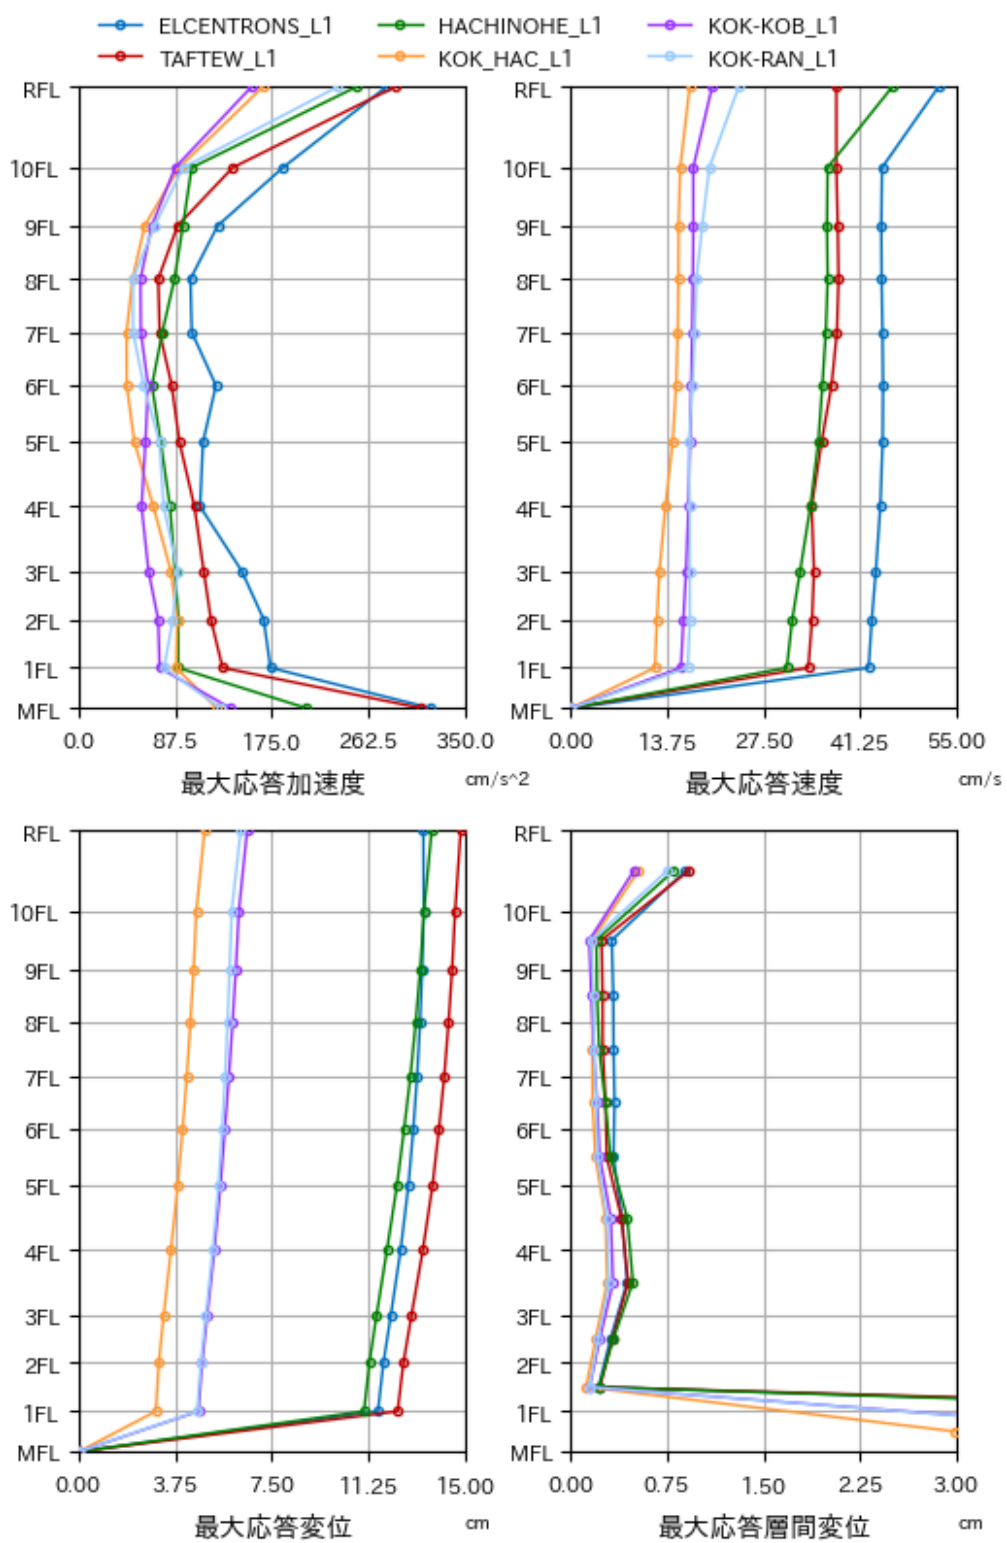 ELCENTRONS_L1 HACHINOHE_L1 KOK-KOB_L1
TAFTEW_L1 KOK_HAC_L1 KOK-RAN_L1
RFL
10FL
9FL
8FL
7FL
6FL
5FL
4FL
3FL
2FL
1FL
MFL
0.0 87.5 175.0 262.5 350.0
最大応答加速度 cm/s^2
RFL
10FL
9FL
8FL
7FL
6FL
5FL
4FL
3FL
2FL
1FL
MFL
0.00 13.75 27.50 41.25 55.00
最大応答速度 cm/s
RFL
10FL
9FL
8FL
7FL
6FL
5FL
4FL
3FL
2FL
1FL
MFL
0.00 3.75 7.50 11.25 15.00
最大応答変位 cm
RFL
10FL
9FL
8FL
7FL
6FL
5FL
4FL
3FL
2FL
1FL
MFL
0.00 0.75 1.50 2.25 3.00
最大応答層間変位 cm